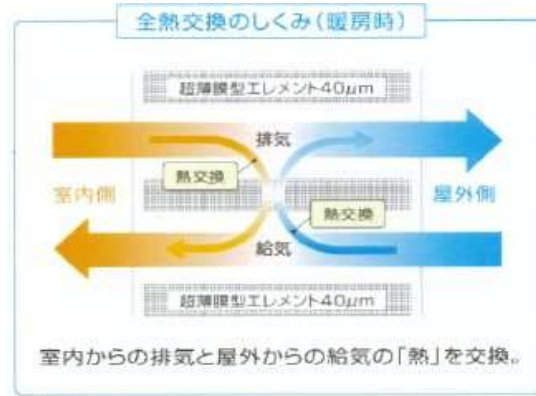 全熱交換のしくみ(暖房時)
超薄膜型エレメント40μm
排気
熱交換
室内側
屋外側
熱交換
給気
超薄膜型エレメント40μm
室内からの排気と屋外からの給気の「熱」を交換。